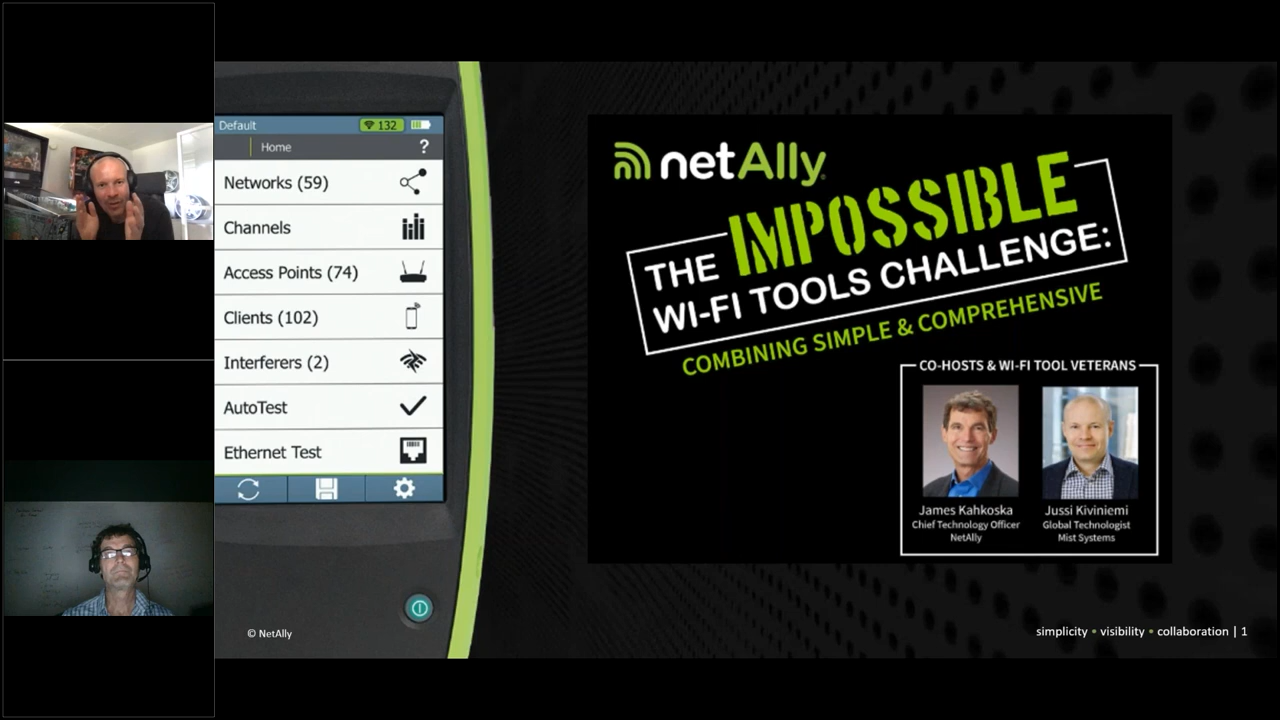 Default
132
Home
?
Networks (59)
Channels
Access Points (74)
Clients (102)
Interferers (2)
AutoTest
Ethernet Test
© NetAlly
netAlly
THE IMPOSSIBLE
WI-FI TOOLS CHALLENGE:
COMBINING SIMPLE & COMPREHENSIVE
CO-HOSTS & WI-FI TOOL VETERANS
James Kahkoska
Chief Technology Officer
NetAlly
Jussi Kiviniemi
Global Technologist
Mist Systems
simplicity • visibility • collaboration | 1